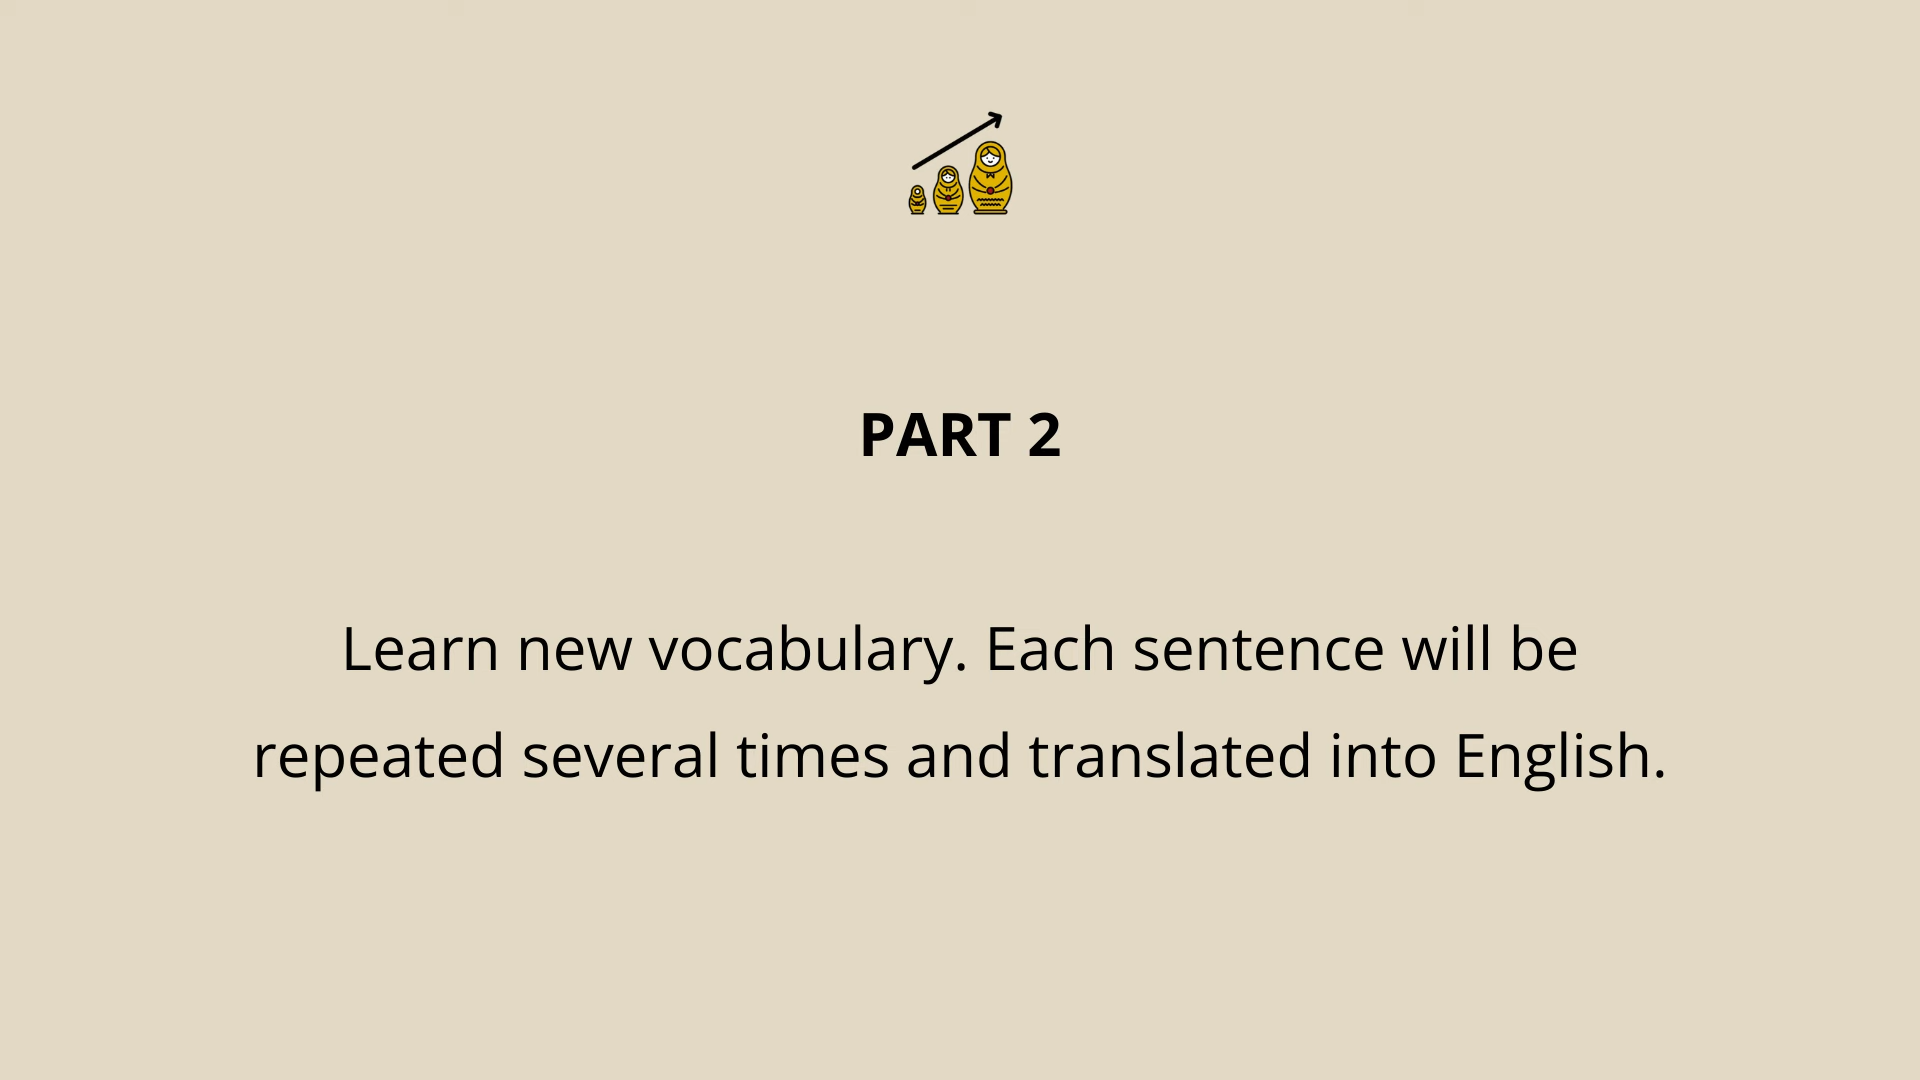 PART 2
Learn new vocabulary. Each sentence will be
repeated several times and translated into English.